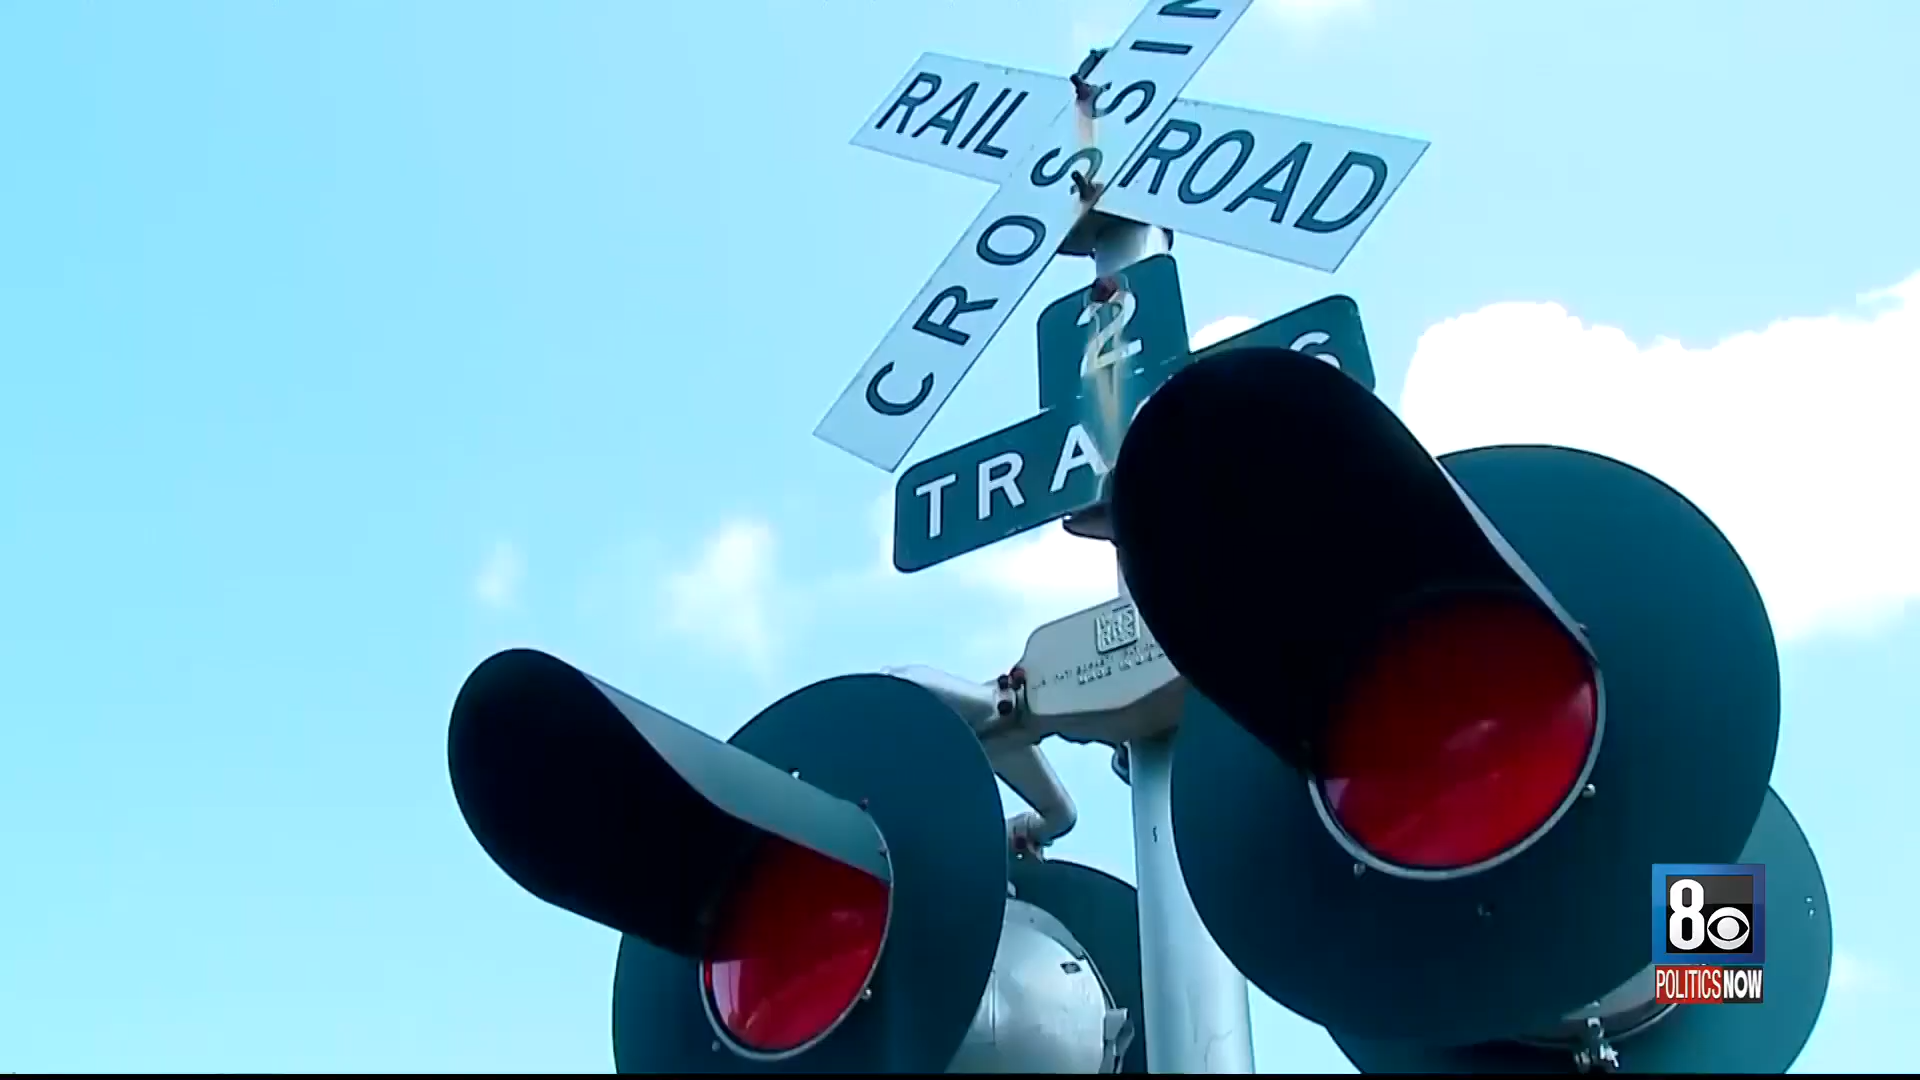 RAIL ROAD
CROSSIN
2
TRA S
8
POLITICS NOW